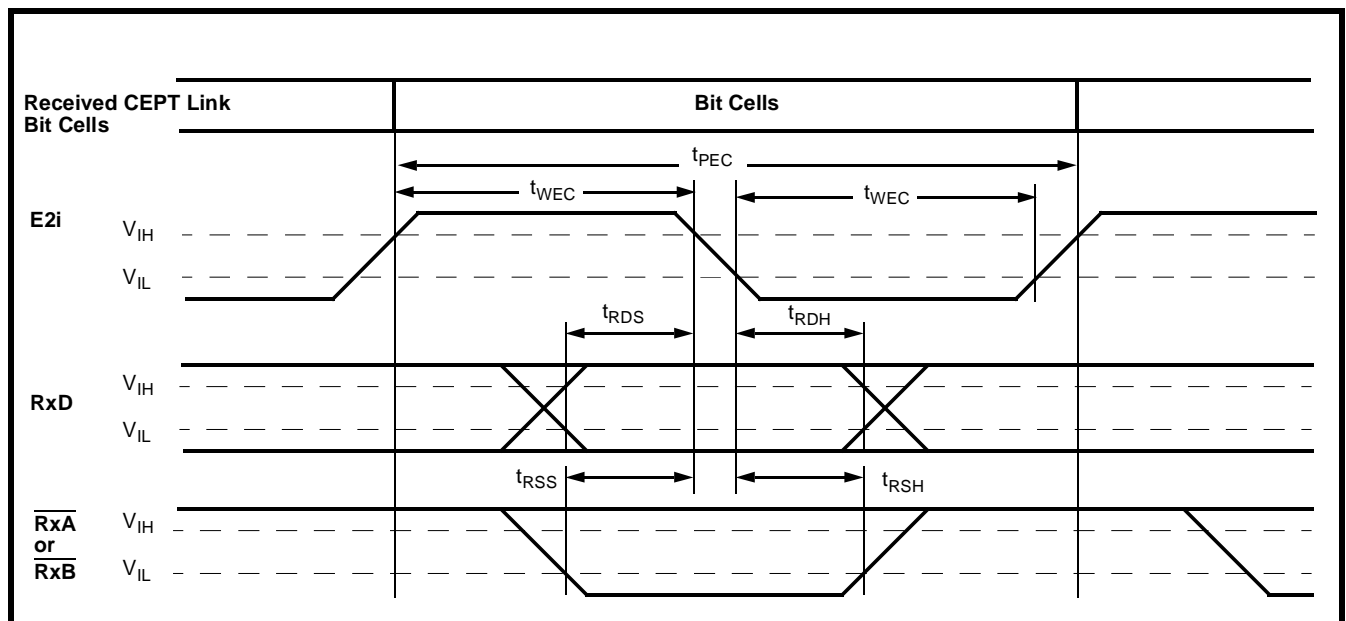 Received CEPT Link
Bit Cells
Bit Cells
tPEC
tWEC
tWEC
E2i
VIH
VIL
tRDS
tRDH
RxD
VIH
VIL
tRSS
tRSH
RxA
or
RxB
VIH
VIL